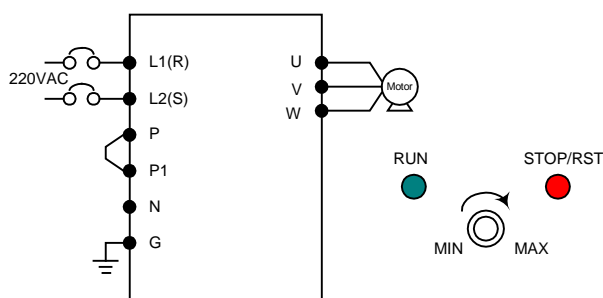 L1(R)
220VAC
L2(S)
P
P1
N
G
U
V
W
Motor
RUN
STOP/RST
MIN
MAX